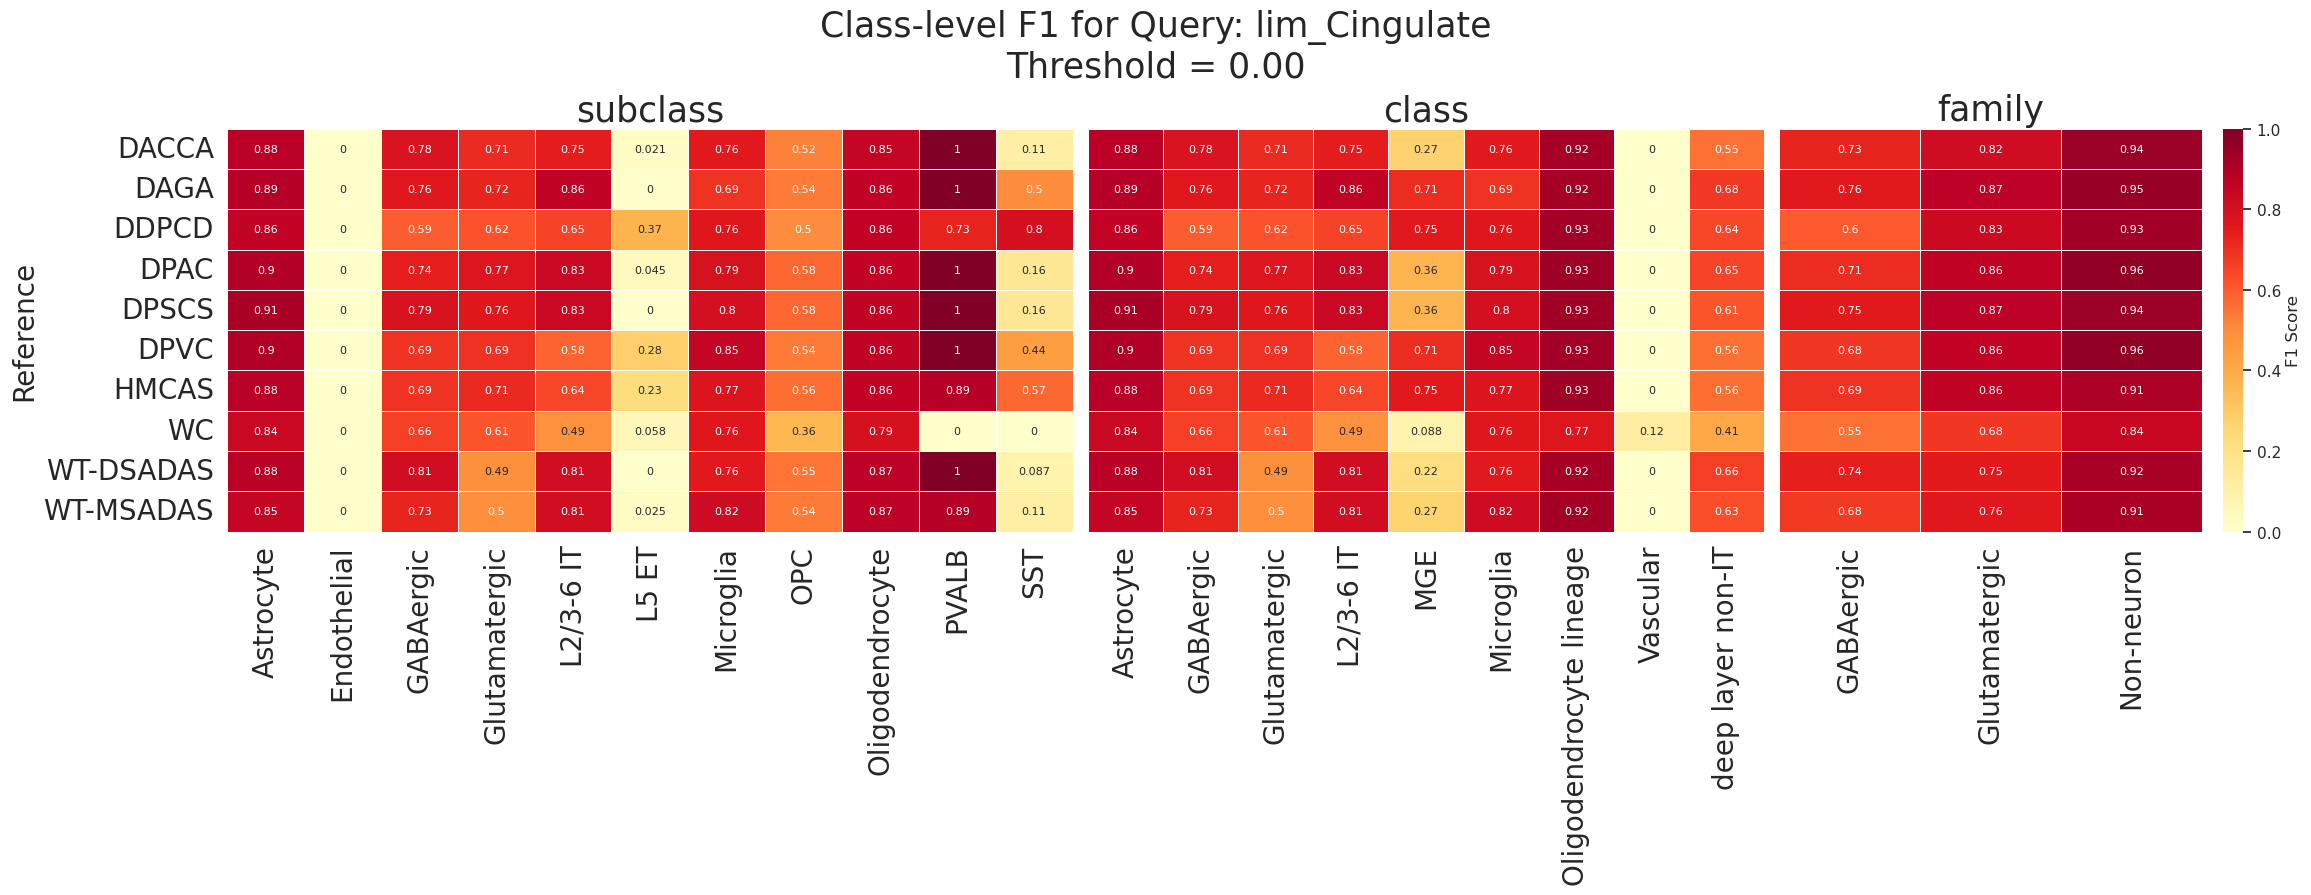 Class-level F1 for Query: lim_Cingulate
Threshold = 0.00
subclass class family
Reference
DACCA 0.88 0 0.78 0.71 0.75 0.021 0.76 0.52 0.85 1 0.11 0.88 0.78 0.71 0.75 0.27 0.76 0.92 0 0.55 0.73 0.82 0.94
DAGA 0.89 0 0.76 0.72 0.86 0 0.69 0.54 0.86 1 0.5 0.89 0.76 0.72 0.86 0.71 0.69 0.92 0 0.68 0.76 0.87 0.95
DDPCD 0.86 0 0.59 0.62 0.65 0.37 0.76 0.5 0.86 0.73 0.8 0.86 0.59 0.62 0.65 0.75 0.76 0.93 0 0.64 0.6 0.83 0.93
DPAC 0.9 0 0.74 0.77 0.83 0.045 0.79 0.58 0.86 1 0.16 0.9 0.74 0.77 0.83 0.36 0.79 0.93 0 0.65 0.71 0.86 0.96
DPSCS 0.91 0 0.79 0.76 0.83 0 0.8 0.58 0.86 1 0.16 0.91 0.79 0.76 0.83 0.36 0.8 0.93 0 0.61 0.75 0.87 0.94
DPVC 0.9 0 0.69 0.69 0.58 0.28 0.85 0.54 0.86 1 0.44 0.9 0.69 0.69 0.58 0.71 0.85 0.93 0 0.56 0.68 0.86 0.96
HMCAS 0.88 0 0.69 0.71 0.64 0.23 0.77 0.56 0.86 0.89 0.57 0.88 0.69 0.71 0.64 0.75 0.77 0.93 0 0.56 0.69 0.86 0.91
WC 0.84 0 0.66 0.61 0.49 0.058 0.76 0.36 0.79 0 0 0.84 0.66 0.61 0.49 0.088 0.76 0.77 0.12 0.41 0.55 0.68 0.84
WT-DSADAS 0.88 0 0.81 0.49 0.81 0 0.76 0.55 0.87 1 0.087 0.88 0.81 0.49 0.81 0.22 0.76 0.92 0 0.66 0.74 0.75 0.92
WT-MSADAS 0.85 0 0.73 0.5 0.81 0.025 0.82 0.54 0.87 0.89 0.11 0.85 0.73 0.5 0.81 0.27 0.82 0.92 0 0.63 0.68 0.76 0.91
Astrocyte
Endothelial
GABAergic
Glutamatergic
L2/3-6 IT
L5 ET
Microglia
OPC
Oligodendrocyte
PVALB
SST
Astrocyte
GABAergic
Glutamatergic
L2/3-6 IT
MGE
Microglia
Oligodendrocyte lineage
Vascular
deep layer non-IT
GABAergic
Glutamatergic
Non-neuron
1.0
0.8
0.6
0.4
0.2
0.0
F1 Score